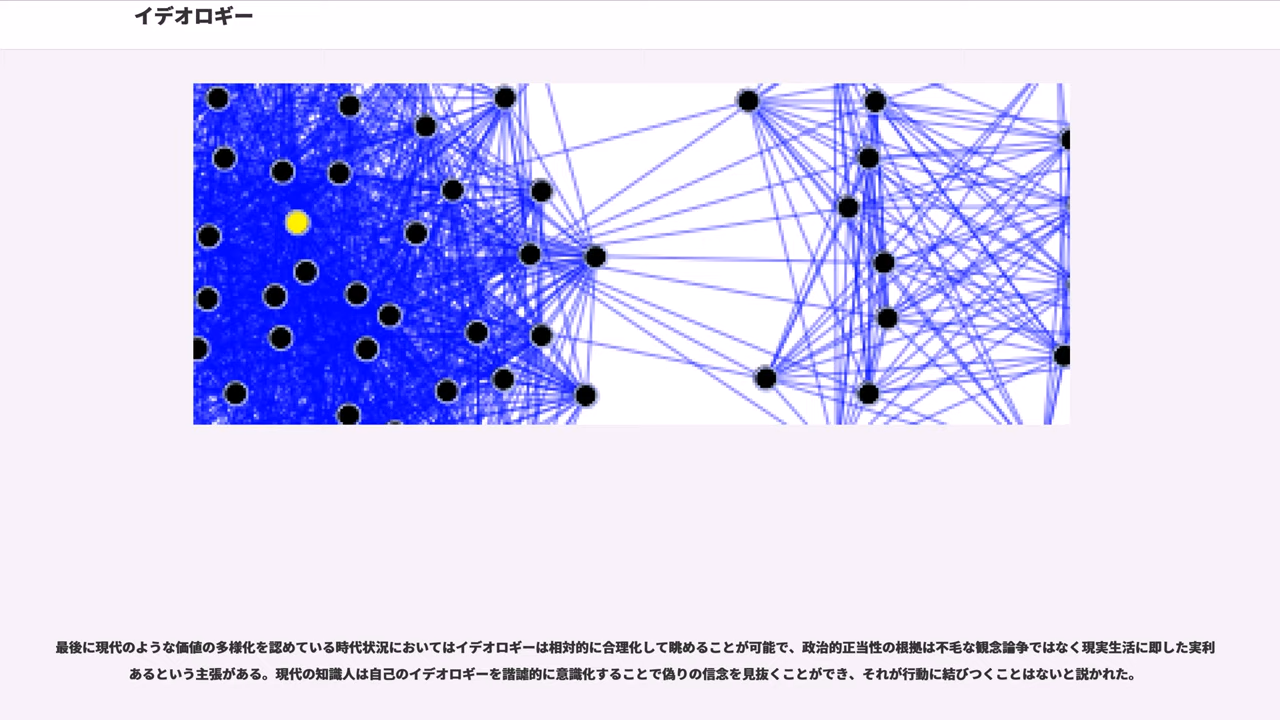 イデオロギー
最後に現代のような価値の多様化を認めている時代状況においてはイデオロギーは相対的に合理化して眺めることが可能で、政治的正当性の根拠は不毛な観念論争ではなく現実生活に即した実利
あるという主張がある。現代の知識人は自己のイデオロギーを諧謔的に意識化することで偽りの信念を見抜くことができ、それが行動に結びつくことはないと説かれた。